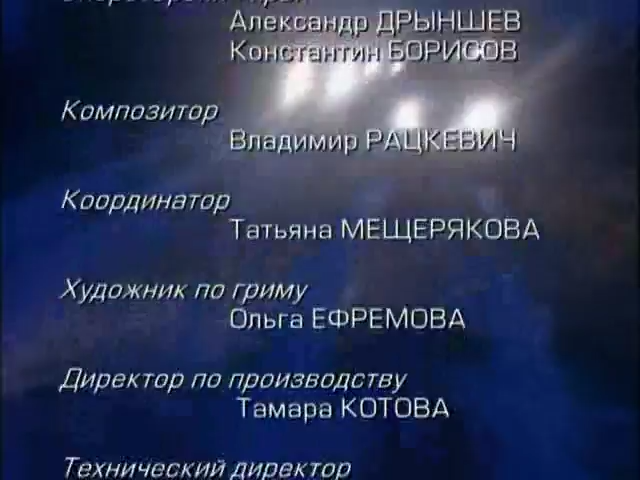 Александр ДРЫНШЕВ
Константин БОРИСОВ
Композитор
Владимир РАЦКЕВИЧ
Координатор
Татьяна МЕЩЕРЯКОВА
Художник по гриму
Ольга ЕФРЕМОВА
Директор по производству
Тамара КОТОВА
Технический директор